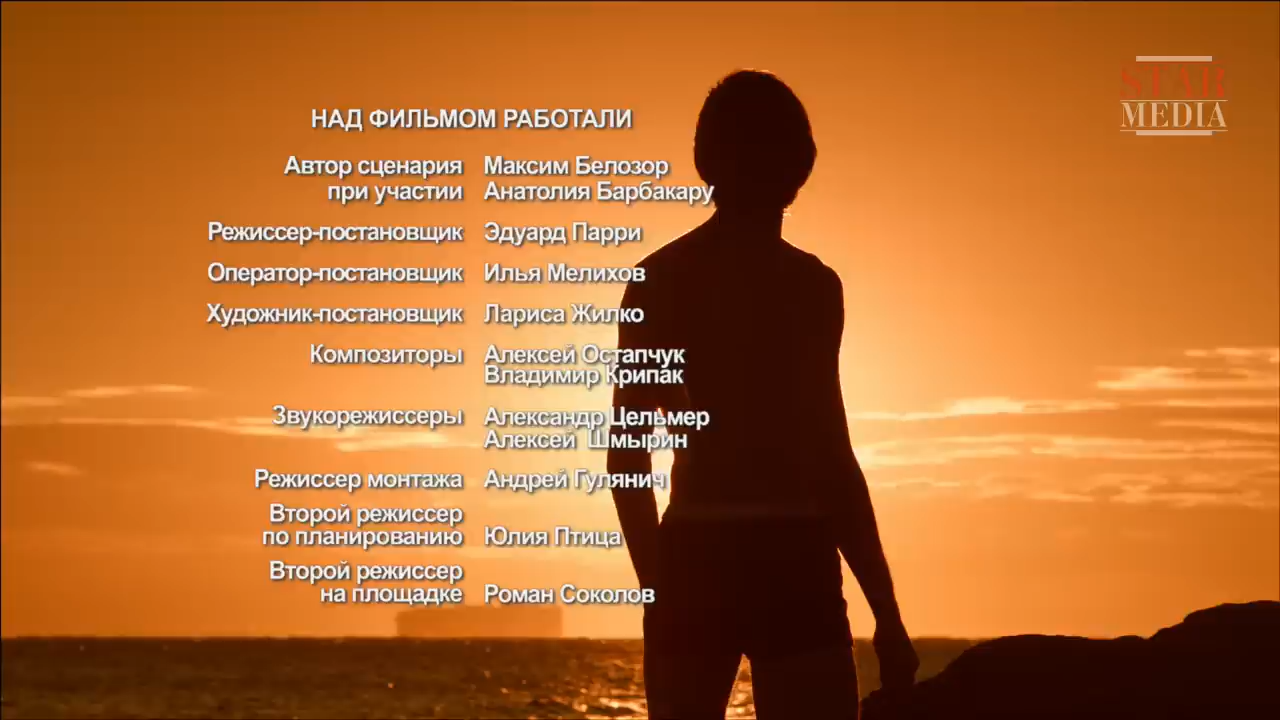 STAR
MEDIA
НАД ФИЛЬМОМ РАБОТАЛИ
Автор сценария Максим Белозор
при участии Анатолия Барбакару
Режиссер-постановщик Эдуард Парри
Оператор-постановщик Илья Мелихов
Художник-постановщик Лариса Жилко
Композиторы Алексей Остапчук
Владимир Крипак
Звукорежиссеры Александр Цельмер
Алексей Шмырин
Режиссер монтажа Андрей Гулянич
Второй режиссер
по планированию Юлия Птица
Второй режиссер
на площадке Роман Соколов